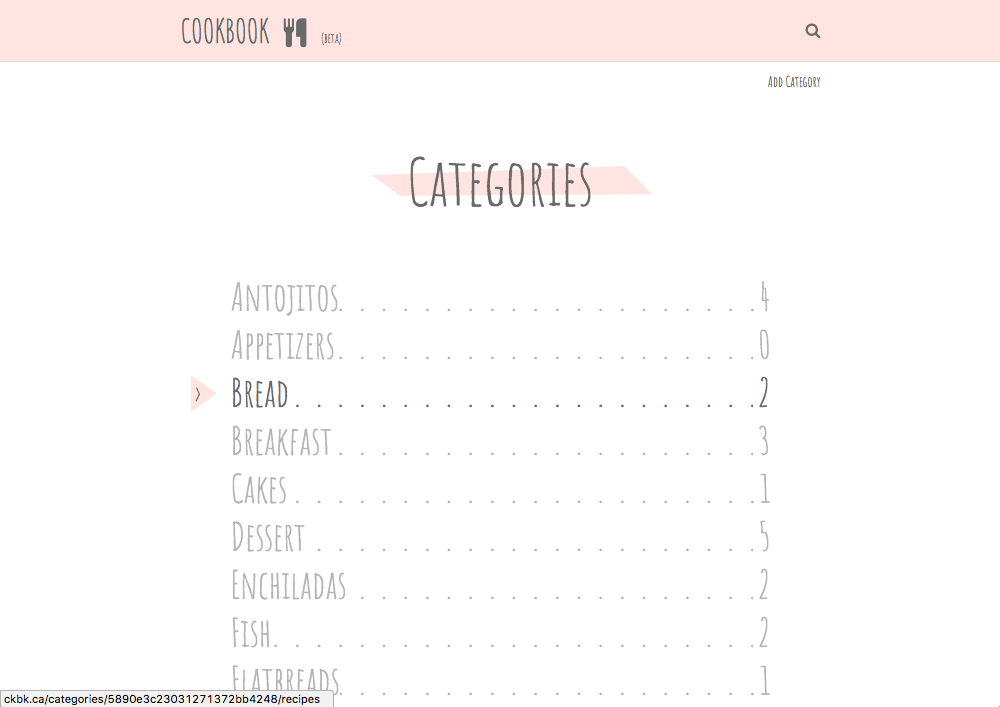 COOKBOOK (BETA)
ADD CATEGORY
CATEGORIES
ANTOJITOS. . . . . . . . . . . . . . . . . . . . 4
APPETIZERS. . . . . . . . . . . . . . . . . . . . 0
BREAD . . . . . . . . . . . . . . . . . . . . . . 2
BREAKFAST . . . . . . . . . . . . . . . . . . . . 3
CAKES . . . . . . . . . . . . . . . . . . . . . . 1
DESSERT . . . . . . . . . . . . . . . . . . . . . 5
ENCHILADAS . . . . . . . . . . . . . . . . . . . 2
FISH. . . . . . . . . . . . . . . . . . . . . . . 2
FLATBREADS. . . . . . . . . . . . . . . . . . . . 1
ckbk.ca/categories/5890e3c23031271372bb4248/recipes